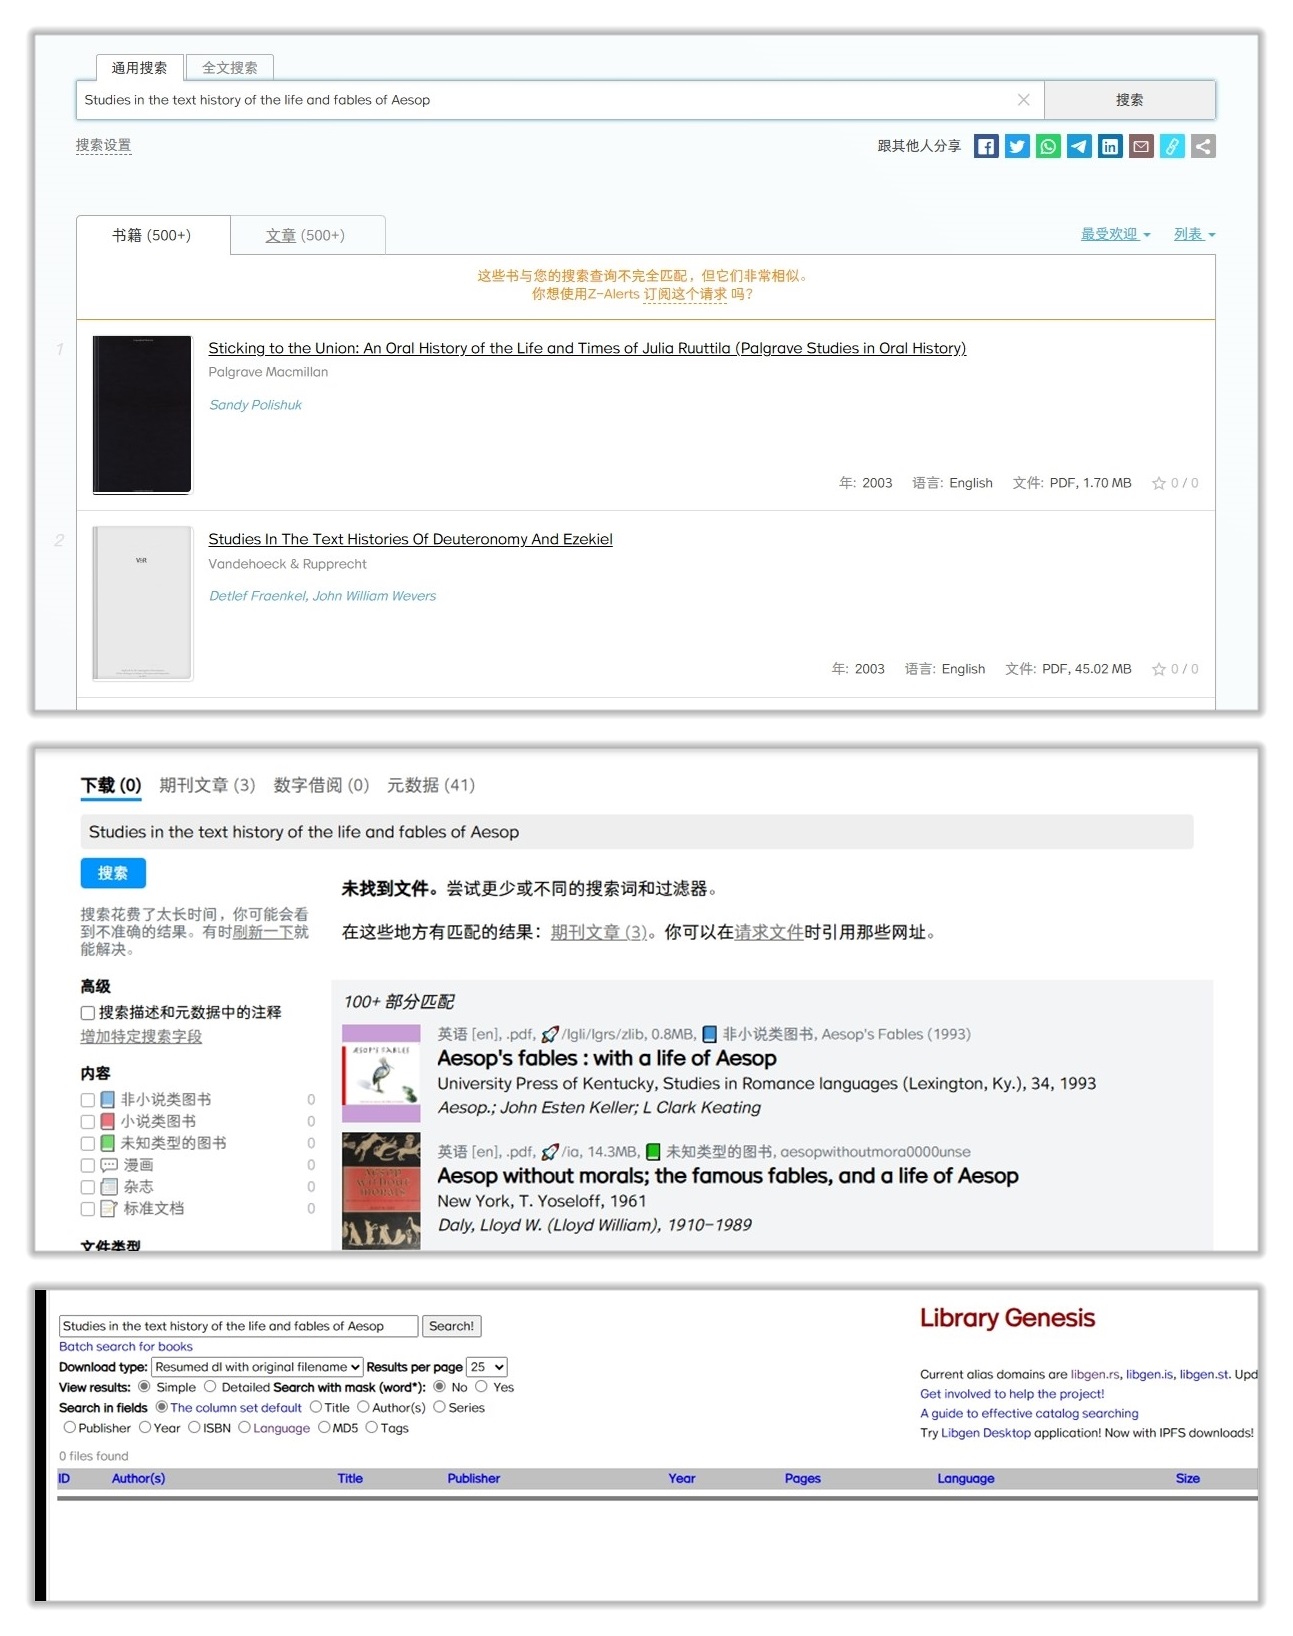 通用搜索 全文搜索
Studies in the text history of the life and fables of Aesop
搜索
搜索设置
跟其他人分享
书籍 (500+) 文章 (500+) 最受欢迎 列表
这些书与您的搜索查询不完全匹配，但它们非常相似。
你想使用Z-Alerts 订阅这个请求 吗？
1
Sticking to the Union: An Oral History of the Life and Times of Julia Ruuttila (Palgrave Studies in Oral History)
Palgrave Macmillan
Sandy Polishuk
年: 2003 语言: English 文件: PDF, 1.70 MB 0 / 0
2
V&R
Studies In The Text Histories Of Deuteronomy And Ezekiel
Vandehoeck & Rupprecht
Detlef Fraenkel, John William Wevers
年: 2003 语言: English 文件: PDF, 45.02 MB 0 / 0
下载 (0) 期刊文章 (3) 数字借阅 (0) 元数据 (41)
Studies in the text history of the life and fables of Aesop
搜索
搜索花费了太长时间，你可能会看
到不准确的结果。有时刷新一下就
能解决。
高级
搜索描述和元数据中的注释
增加特定搜索字段
内容
非小说类图书 0
小说类图书 0
未知类型的图书 0
漫画 0
杂志 0
标准文档 0
文件类型
未找到文件。尝试更少或不同的搜索词和过滤器。
在这些地方有匹配的结果：期刊文章 (3)。你可以在请求文件时引用那些网址。
100+ 部分匹配
AESOP'S FABLES
英语 [en], .pdf, 🚀/lgli/lgrs/zlib, 0.8MB, 📘 非小说类图书, Aesop's Fables (1993)
Aesop's fables : with a life of Aesop
University Press of Kentucky, Studies in Romance languages (Lexington, Ky.), 34, 1993
Aesop.; John Esten Keller; L Clark Keating
AESOP
WITHOUT
MORALS
英语 [en], .pdf, 🚀/ia, 14.3MB, 📗 未知类型的图书, aesopwithoutmora0000unse
Aesop without morals; the famous fables, and a life of Aesop
New York, T. Yoseloff, 1961
Daly, Lloyd W. (Lloyd William), 1910-1989
Studies in the text history of the life and fables of Aesop Search!
Batch search for books
Download type: Resumed dl with original filename Results per page 25
View results: Simple Detailed Search with mask (word*): No Yes
Search in fields The column set default Title Author(s) Series
Publisher Year ISBN Language MD5 Tags
0 files found
Library Genesis
Current alias domains are libgen.rs, libgen.is, libgen.st. Upd
Get involved to help the project!
A guide to effective catalog searching
Try Libgen Desktop application! Now with IPFS downloads!
ID Author(s) Title Publisher Year Pages Language Size